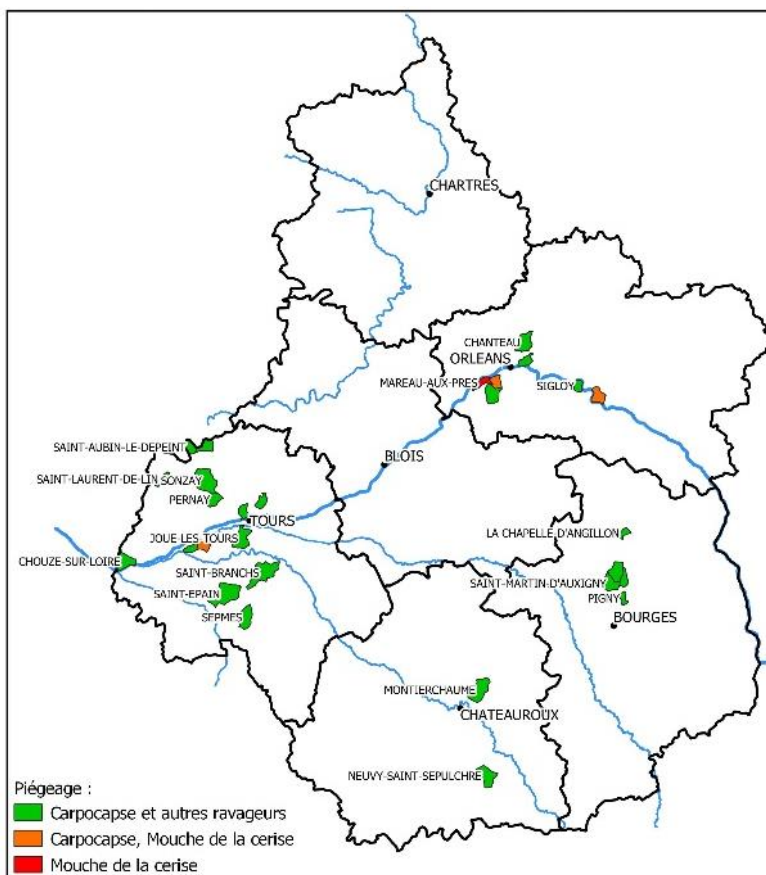 CHARTRES
CHANTEAU
ORLEANS
MAREAU-AUX-PRES
SIGLOY
SAINT-AUBIN-LE-DEPEINT
BLOIS
SAINT-LAURENT-DE-LIN
SONZAY
PERNAY
TOURS
JOUE-LES-TOURS
LA CHAPELLE D'ANGILLON
CHOUZE-SUR-LOIRE
SAINT-BRANCHS
SAINT-MARTIN-D'AUXIGNY
SAINT-EPAIN
PIGNY
SEPMES
BOURGES
MONTIERCHAUME
CHATEAUROUX
NEUVY-SAINT-SEPULCHRE
Piégeage :
Carpocapse et autres ravageurs
Carpocapse, Mouche de la cerise
Mouche de la cerise